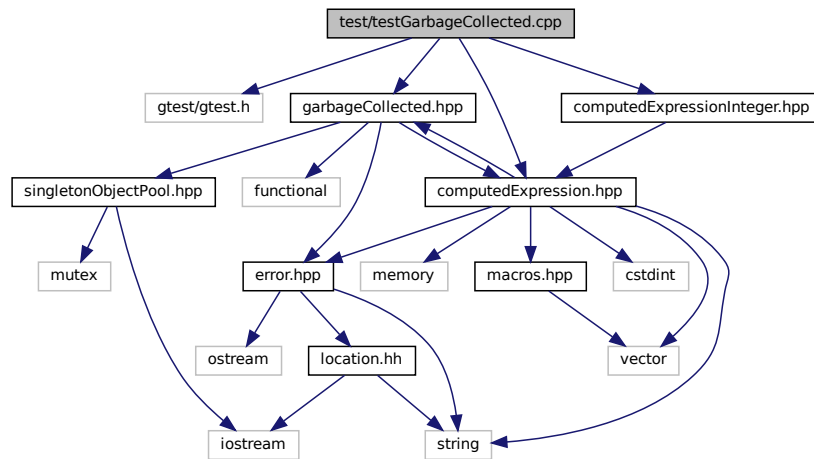 test/testGarbageCollected.cpp
gtest/gtest.h
garbageCollected.hpp
computedExpressionInteger.hpp
singletonObjectPool.hpp
functional
computedExpression.hpp
mutex
error.hpp
memory
macros.hpp
cstdint
ostream
location.hh
vector
iostream
string